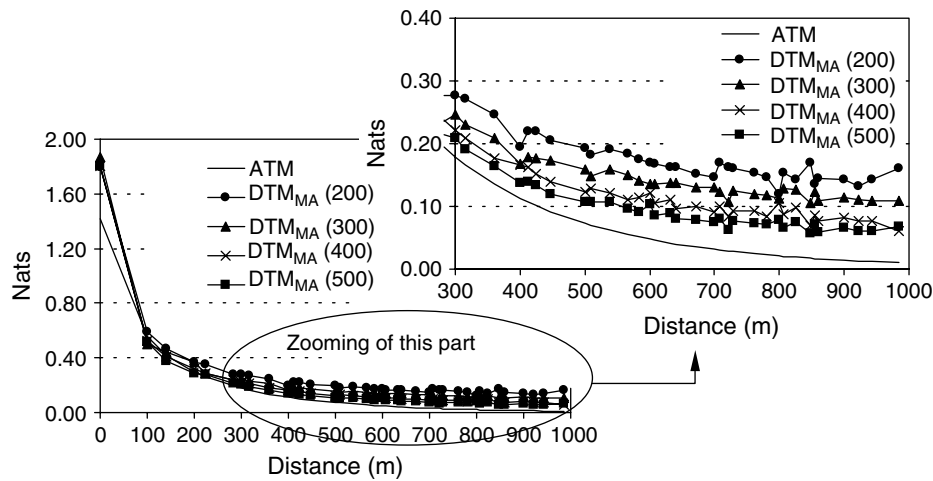 0.40
0.30
0.20
0.10
0.00
Nats
ATM
DTMMA (200)
DTMMA (300)
DTMMA (400)
DTMMA (500)
300 400 500 600 700 800 900 1000
Distance (m)
2.00
1.60
1.20
0.80
0.40
0.00
Nats
ATM
DTMMA (200)
DTMMA (300)
DTMMA (400)
DTMMA (500)
Zooming of this part
0 100 200 300 400 500 600 700 800 900 1000
Distance (m)